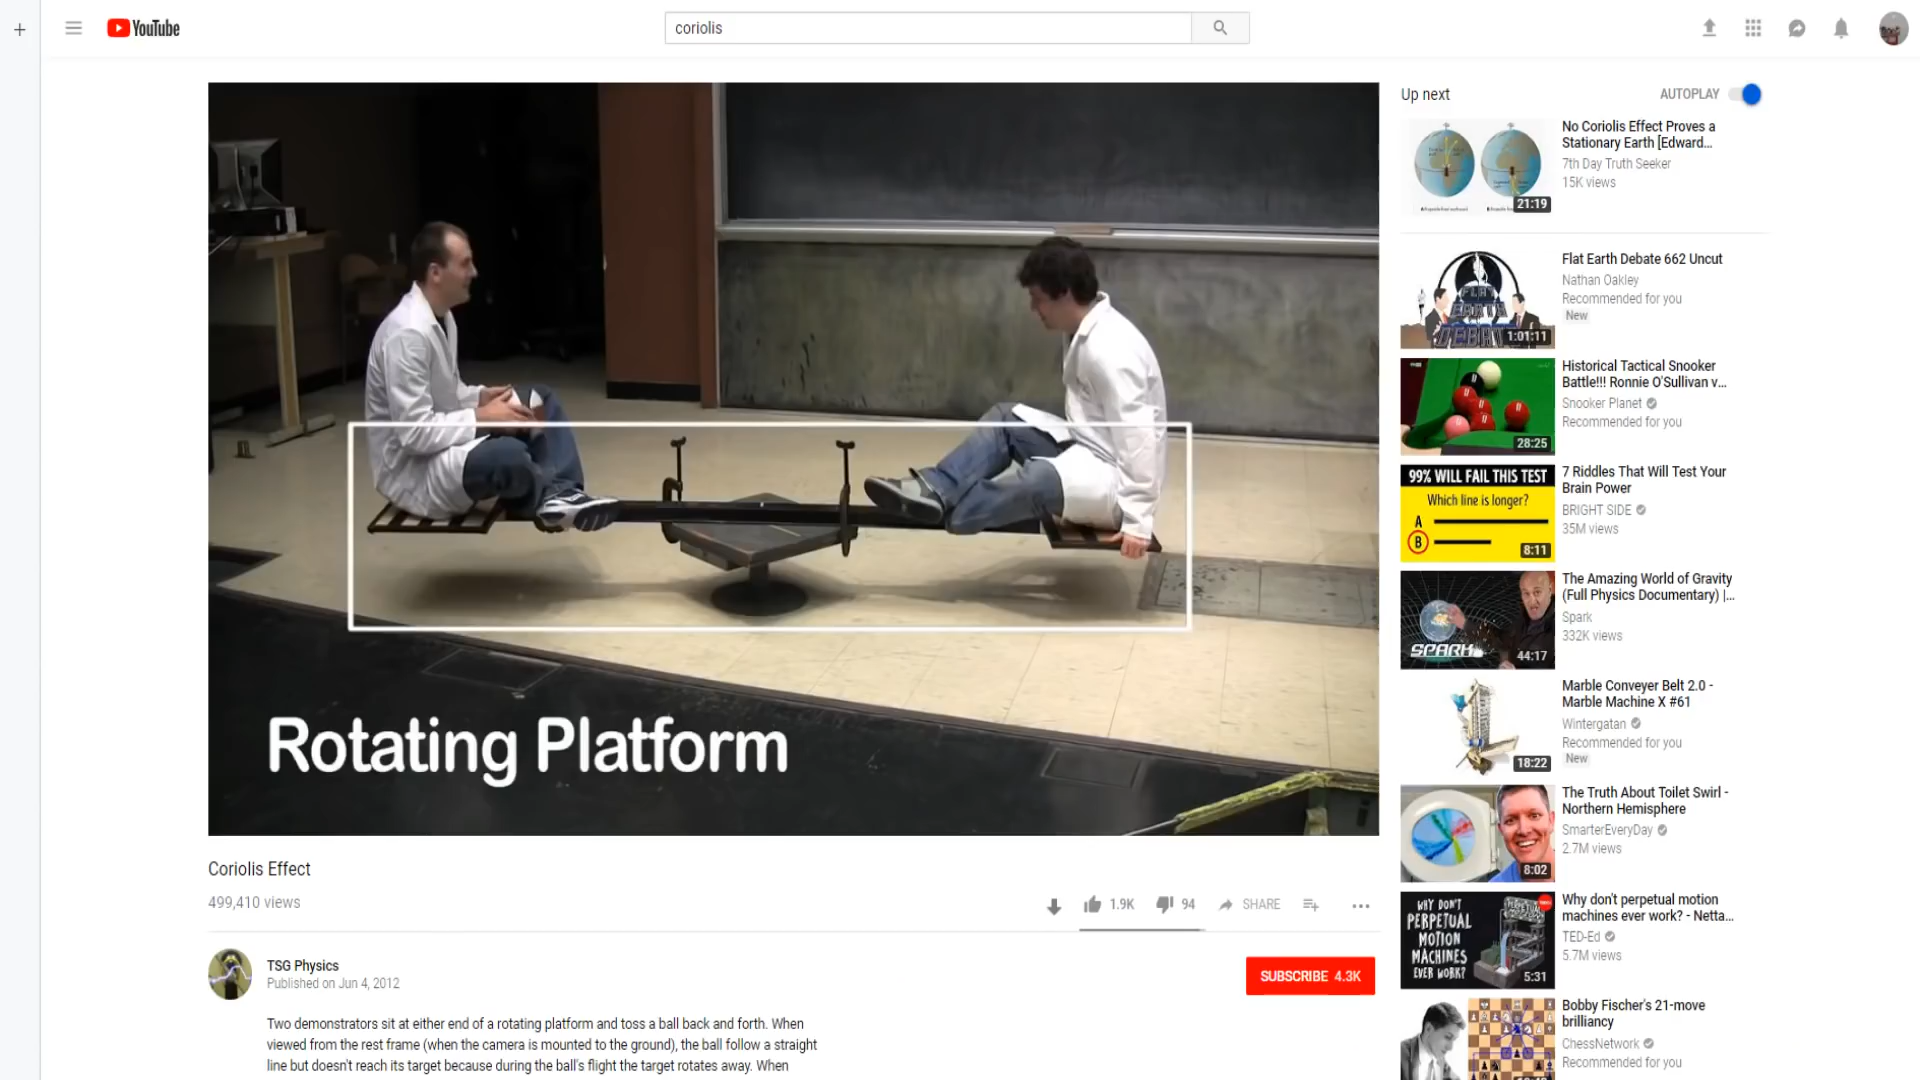 +
YouTube
coriolis
Rotating Platform
Coriolis Effect
499,410 views
1.9K
94
SHARE
TSG Physics
Published on Jun 4, 2012
SUBSCRIBE 4.3K
Two demonstrators sit at either end of a rotating platform and toss a ball back and forth. When
viewed from the rest frame (when the camera is mounted to the ground), the ball follow a straight
line but doesn't reach its target because during the ball's flight the target rotates away. When
Up next
AUTOPLAY
21:19
No Coriolis Effect Proves a
Stationary Earth [Edward...
7th Day Truth Seeker
15K views
FLAT
EARTH
DEBATE
1:01:11
Flat Earth Debate 662 Uncut
Nathan Oakley
Recommended for you
New
28:25
Historical Tactical Snooker
Battle!!! Ronnie O'Sullivan v...
Snooker Planet
Recommended for you
99% WILL FAIL THIS TEST
Which line is longer?
A
B
8:11
7 Riddles That Will Test Your
Brain Power
BRIGHT SIDE
35M views
SPARK
44:17
The Amazing World of Gravity
(Full Physics Documentary) |...
Spark
332K views
18:22
Marble Conveyer Belt 2.0 -
Marble Machine X #61
Wintergatan
Recommended for you
New
8:02
The Truth About Toilet Swirl -
Northern Hemisphere
SmarterEveryDay
2.7M views
WHY DON'T
PERPETUAL
MOTION
MACHINES
EVER WORK?
5:31
Why don't perpetual motion
machines ever work? - Netta...
TED-Ed
5.7M views
Bobby Fischer's 21-move
brilliancy
ChessNetwork
Recommended for you